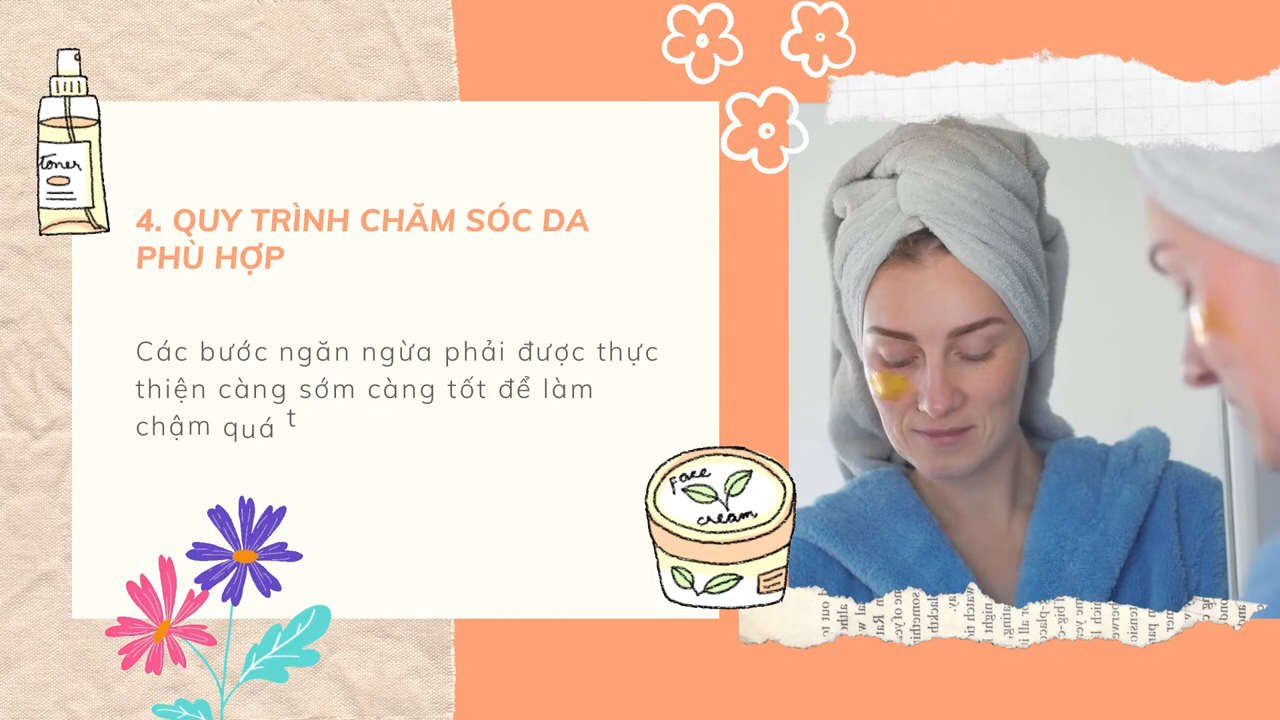 toner
4. QUY TRÌNH CHĂM SÓC DA
PHÙ HỢP
Các bước ngăn ngừa phải được thực
thiện càng sớm càng tốt để làm
chậm quá t
Face
cream